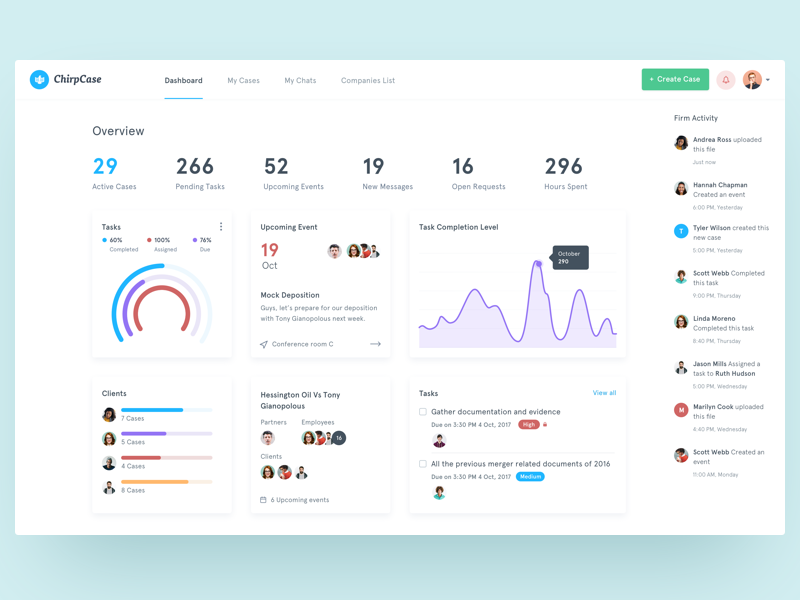 ChirpCase
Dashboard
My Cases
My Chats
Companies List
+ Create Case
Overview
29
Active Cases
266
Pending Tasks
52
Upcoming Events
19
New Messages
16
Open Requests
296
Hours Spent
Tasks
60%
Completed
100%
Assigned
76%
Due
Upcoming Event
19
Oct
Mock Deposition
Guys, let's prepare for our deposition
with Tony Gianopolous next week.
Conference room C
Task Completion Level
October
290
Clients
7 Cases
5 Cases
4 Cases
8 Cases
Hessington Oil Vs Tony
Gianopolous
Partners
Employees
16
Clients
6 Upcoming events
Tasks
View all
Gather documentation and evidence
Due on 3:30 PM 4 Oct, 2017
High
All the previous merger related documents of 2016
Due on 3:30 PM 4 Oct, 2017
Medium
Firm Activity
Andrea Ross uploaded
this file
Just now
Hannah Chapman
Created an event
6:00 PM, Yesterday
T
Tyler Wilson created this
new case
5:00 PM, Yesterday
Scott Webb Completed
this task
9:00 PM, Thursday
Linda Moreno
Completed this task
8:40 PM, Thursday
Jason Mills Assigned a
task to Ruth Hudson
5:00 PM, Wednesday
M
Marilyn Cook uploaded
this file
4:40 PM, Wednesday
Scott Webb Created an
event
11:00 AM, Monday